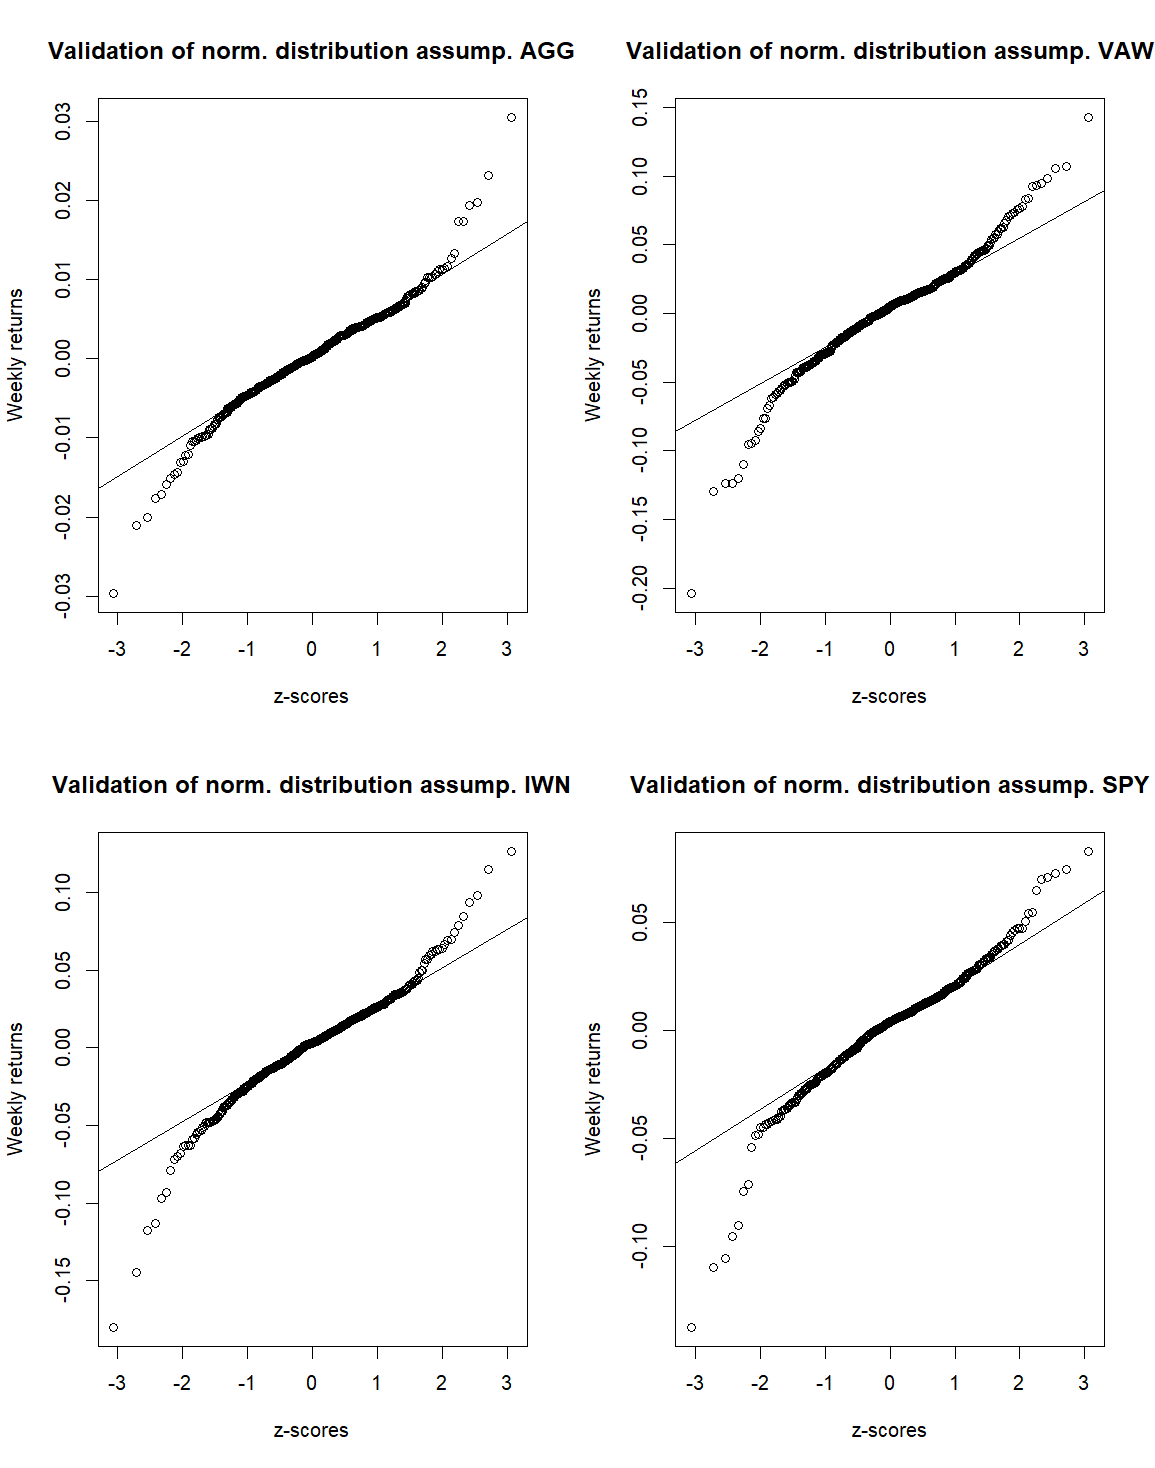 Validation of norm. distribution assump. AGG
Weekly returns
0.03
0.02
0.01
0.00
-0.01
-0.02
-0.03
-3 -2 -1 0 1 2 3
z-scores
Validation of norm. distribution assump. VAW
Weekly returns
0.15
0.10
0.05
0.00
-0.05
-0.10
-0.15
-0.20
-3 -2 -1 0 1 2 3
z-scores
Validation of norm. distribution assump. IWN
Weekly returns
0.10
0.05
0.00
-0.05
-0.10
-0.15
-3 -2 -1 0 1 2 3
z-scores
Validation of norm. distribution assump. SPY
Weekly returns
0.05
0.00
-0.05
-0.10
-3 -2 -1 0 1 2 3
z-scores